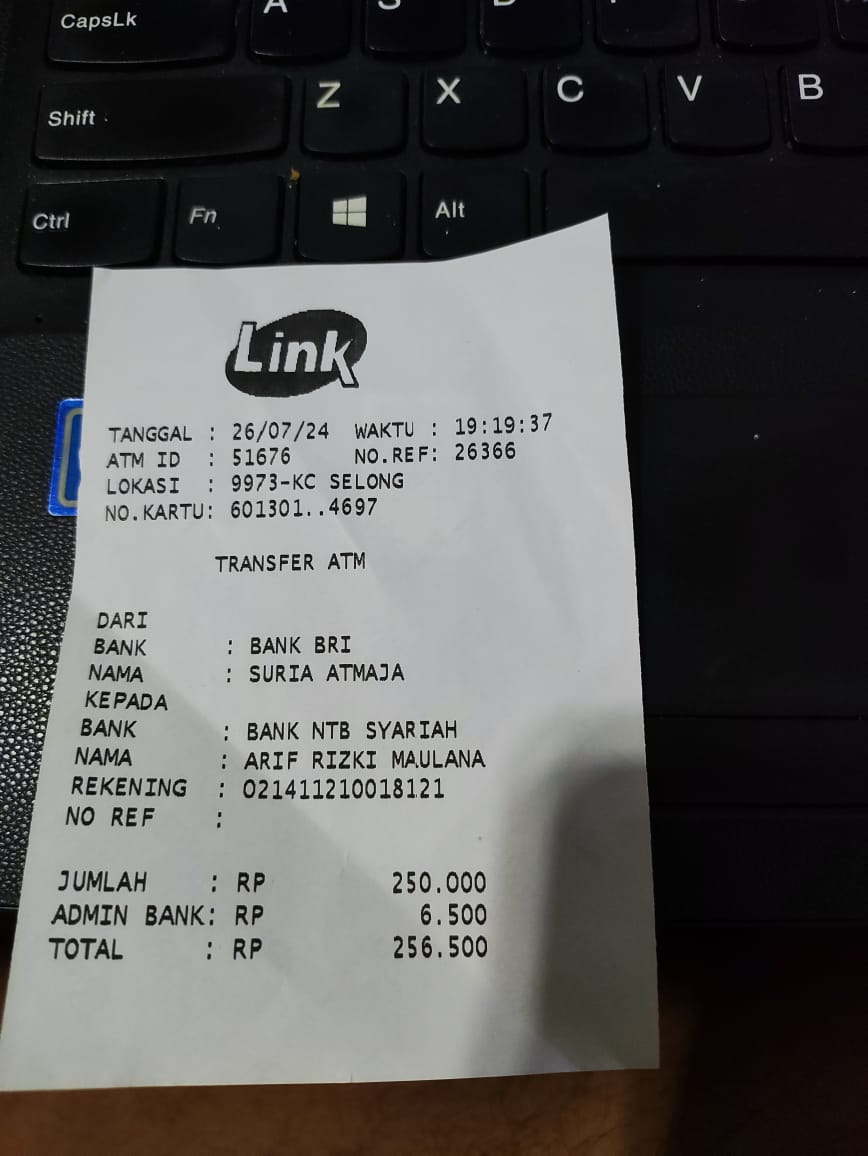 CapsLk
Shift
Z X C V B
Ctrl Fn Alt
Link
TANGGAL : 26/07/24 WAKTU : 19:19:37
ATM ID : 51676 NO.REF: 26366
LOKASI : 9973-KC SELONG
NO.KARTU: 601301..4697
TRANSFER ATM
DARI
BANK : BANK BRI
NAMA : SURIA ATMAJA
KEPADA
BANK : BANK NTB SYARIAH
NAMA : ARIF RIZKI MAULANA
REKENING : 021411210018121
NO REF :
JUMLAH : RP 250.000
ADMIN BANK: RP 6.500
TOTAL : RP 256.500